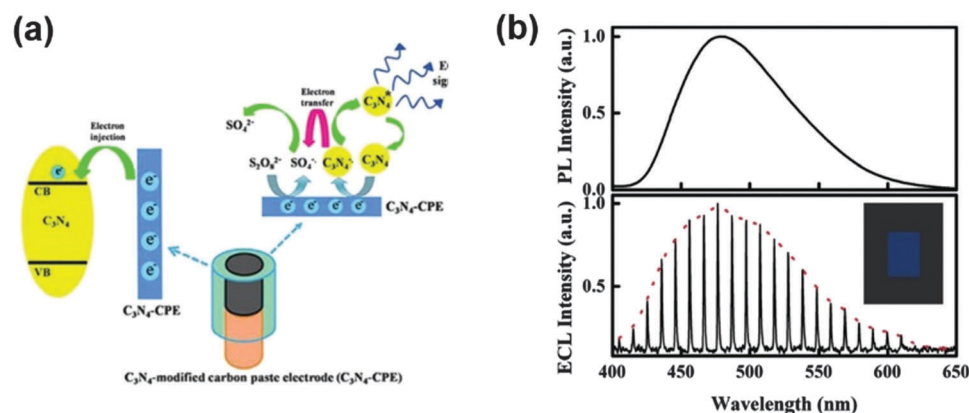 (a)
Electron
injection
e⁻
CB
C₃N₄
VB
e⁻
e⁻
e⁻
e⁻
C₃N₄-CPE
SO₄²⁻
Electron
transfer
S₂O₈²⁻
SO₄·⁻
C₃N₄·⁻
C₃N₄*
C₃N₄
e⁻ e⁻ e⁻ e⁻
C₃N₄-CPE
C₃N₄-modified carbon paste electrode (C₃N₄-CPE)
(b)
PL Intensity (a.u.)
1.0
0.5
0.0
ECL Intensity (a.u.)
1.0
0.5
400 450 500 550 600 650
Wavelength (nm)